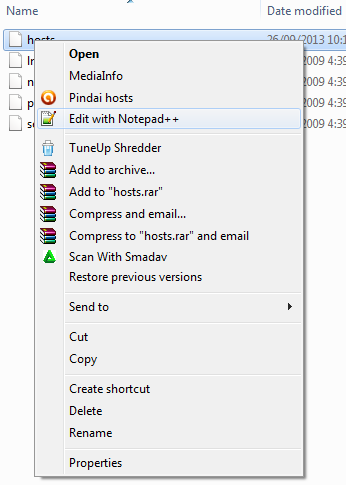 Name Date modified
hosts 26/09/2013 10:1
Open
MediaInfo
2009 4:39
Pindai hosts
2009 4:39
Edit with Notepad++
2009 4:39
2009 4:39
TuneUp Shredder
Add to archive...
Add to "hosts.rar"
Compress and email...
Compress to "hosts.rar" and email
Scan With Smadav
Restore previous versions
Send to
Cut
Copy
Create shortcut
Delete
Rename
Properties